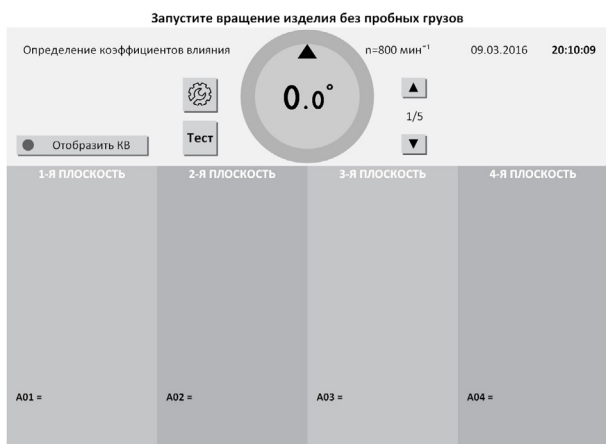 Запустите вращение изделия без пробных грузов
Определение коэффициентов влияния
n=800 мин⁻¹
09.03.2016
20:10:09
0.0°
1/5
Отобразить КВ
Тест
1-Я ПЛОСКОСТЬ
2-Я ПЛОСКОСТЬ
3-Я ПЛОСКОСТЬ
4-Я ПЛОСКОСТЬ
A01 =
A02 =
A03 =
A04 =